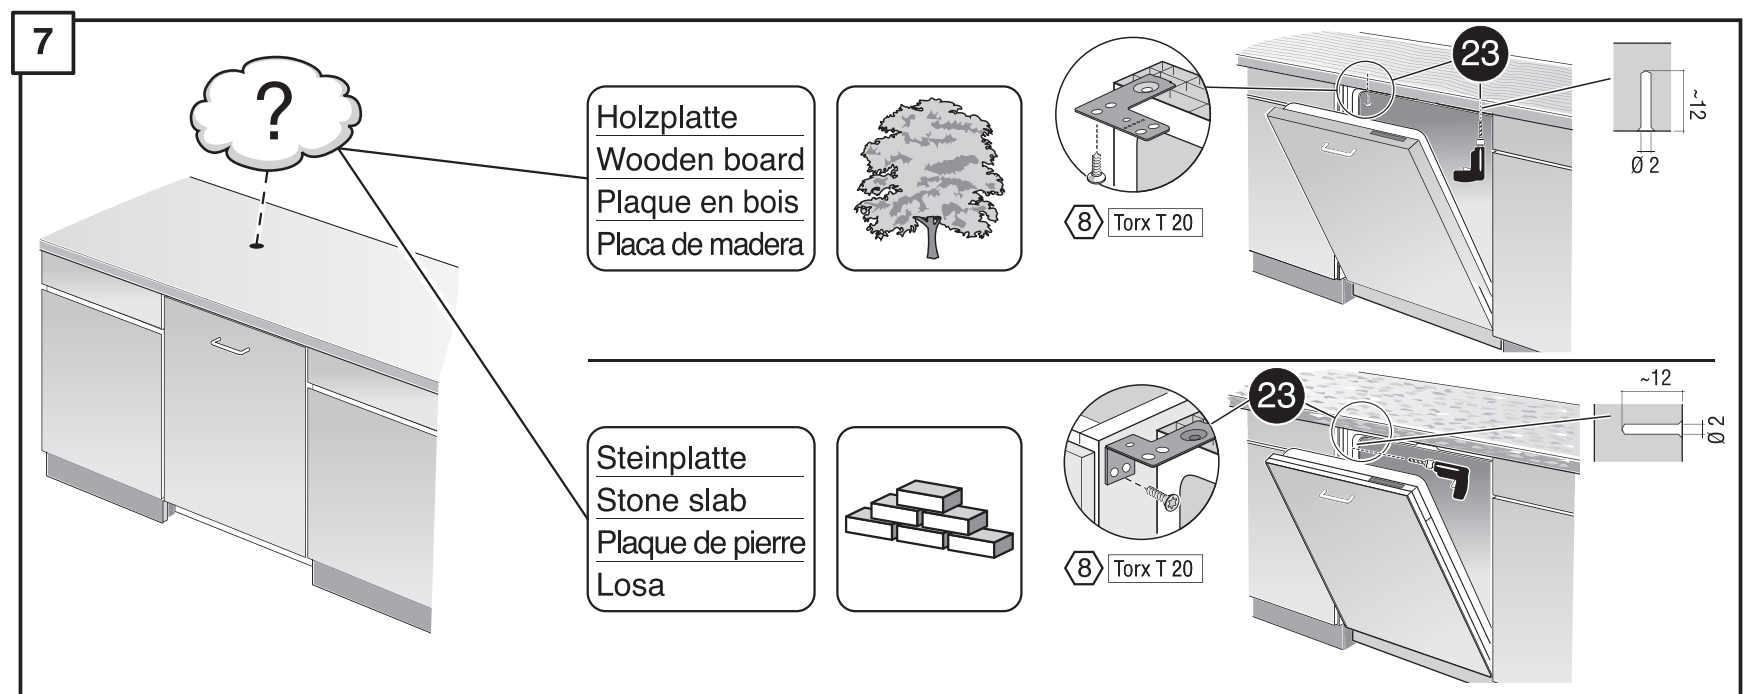 7
?
Holzplatte
Wooden board
Plaque en bois
Placa de madera
8 Torx T 20
23
~12
Ø 2
Steinplatte
Stone slab
Plaque de pierre
Losa
8 Torx T 20
23
~12
Ø 2